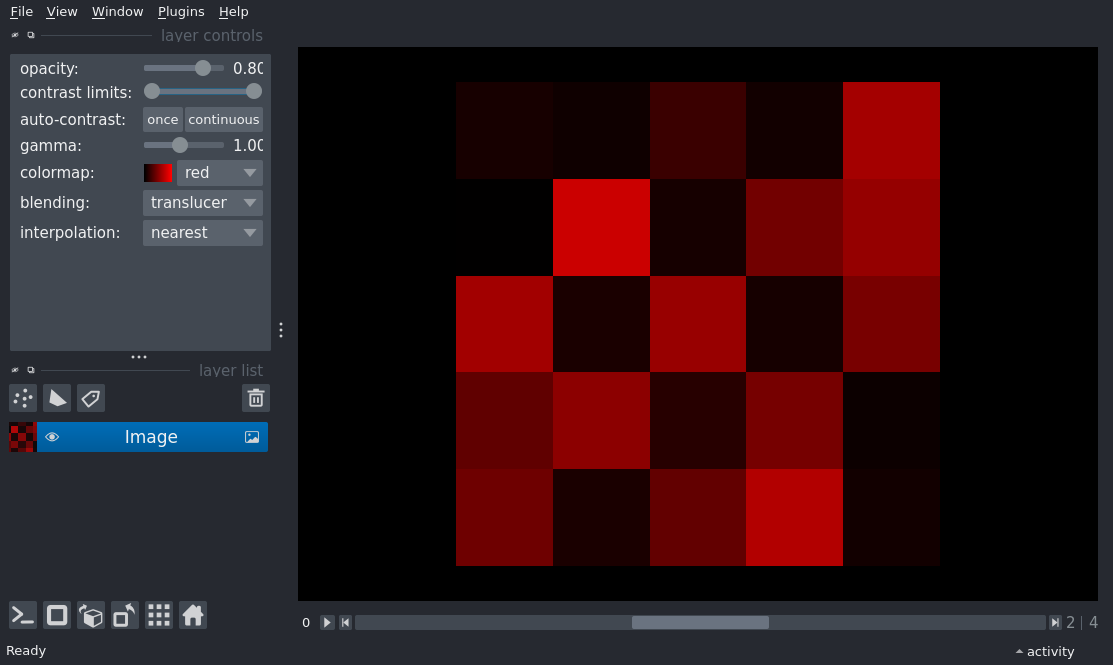 File View Window Plugins Help
layer controls
opacity: 0.80
contrast limits:
auto-contrast: once continuous
gamma: 1.00
colormap: red
blending: translucer
interpolation: nearest
layer list
Image
0 2 | 4
Ready activity